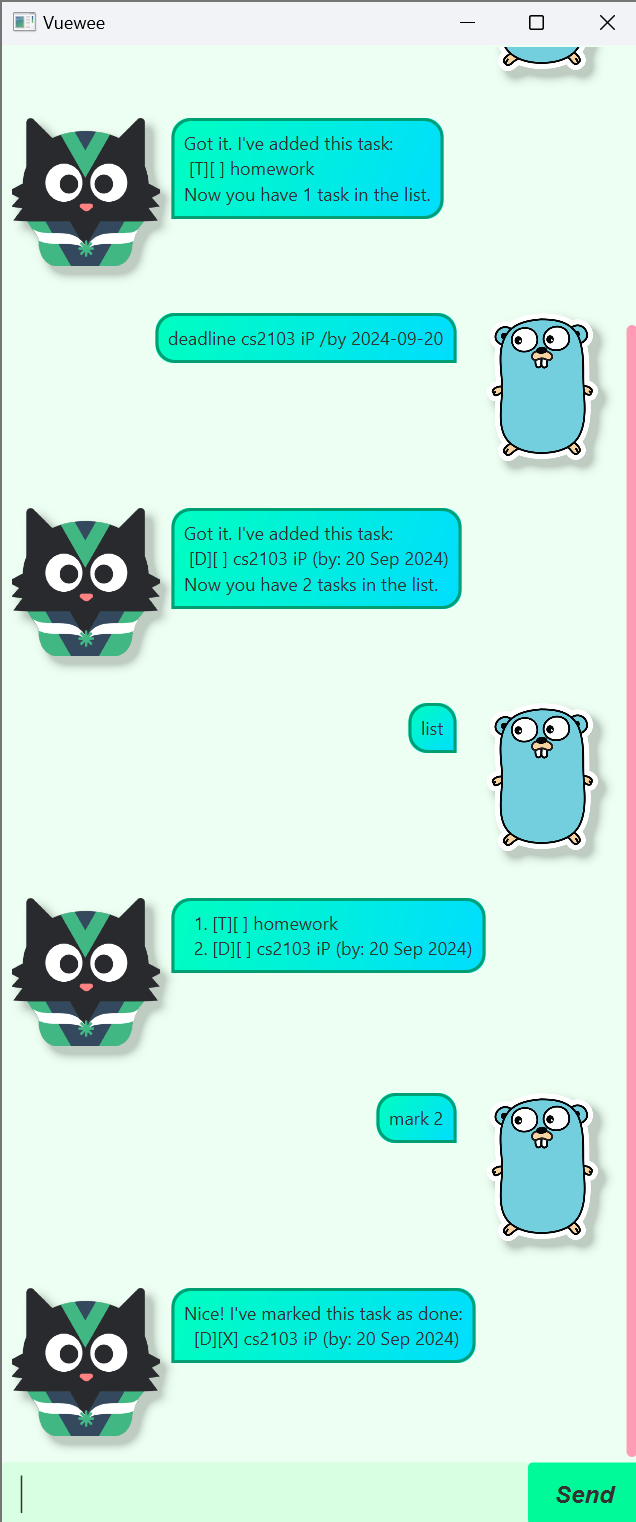 Vuewee
Got it. I've added this task:
[T][ ] homework
Now you have 1 task in the list.
deadline cs2103 iP /by 2024-09-20
Got it. I've added this task:
[D][ ] cs2103 iP (by: 20 Sep 2024)
Now you have 2 tasks in the list.
list
1. [T][ ] homework
2. [D][ ] cs2103 iP (by: 20 Sep 2024)
mark 2
Nice! I've marked this task as done:
[D][X] cs2103 iP (by: 20 Sep 2024)
Send